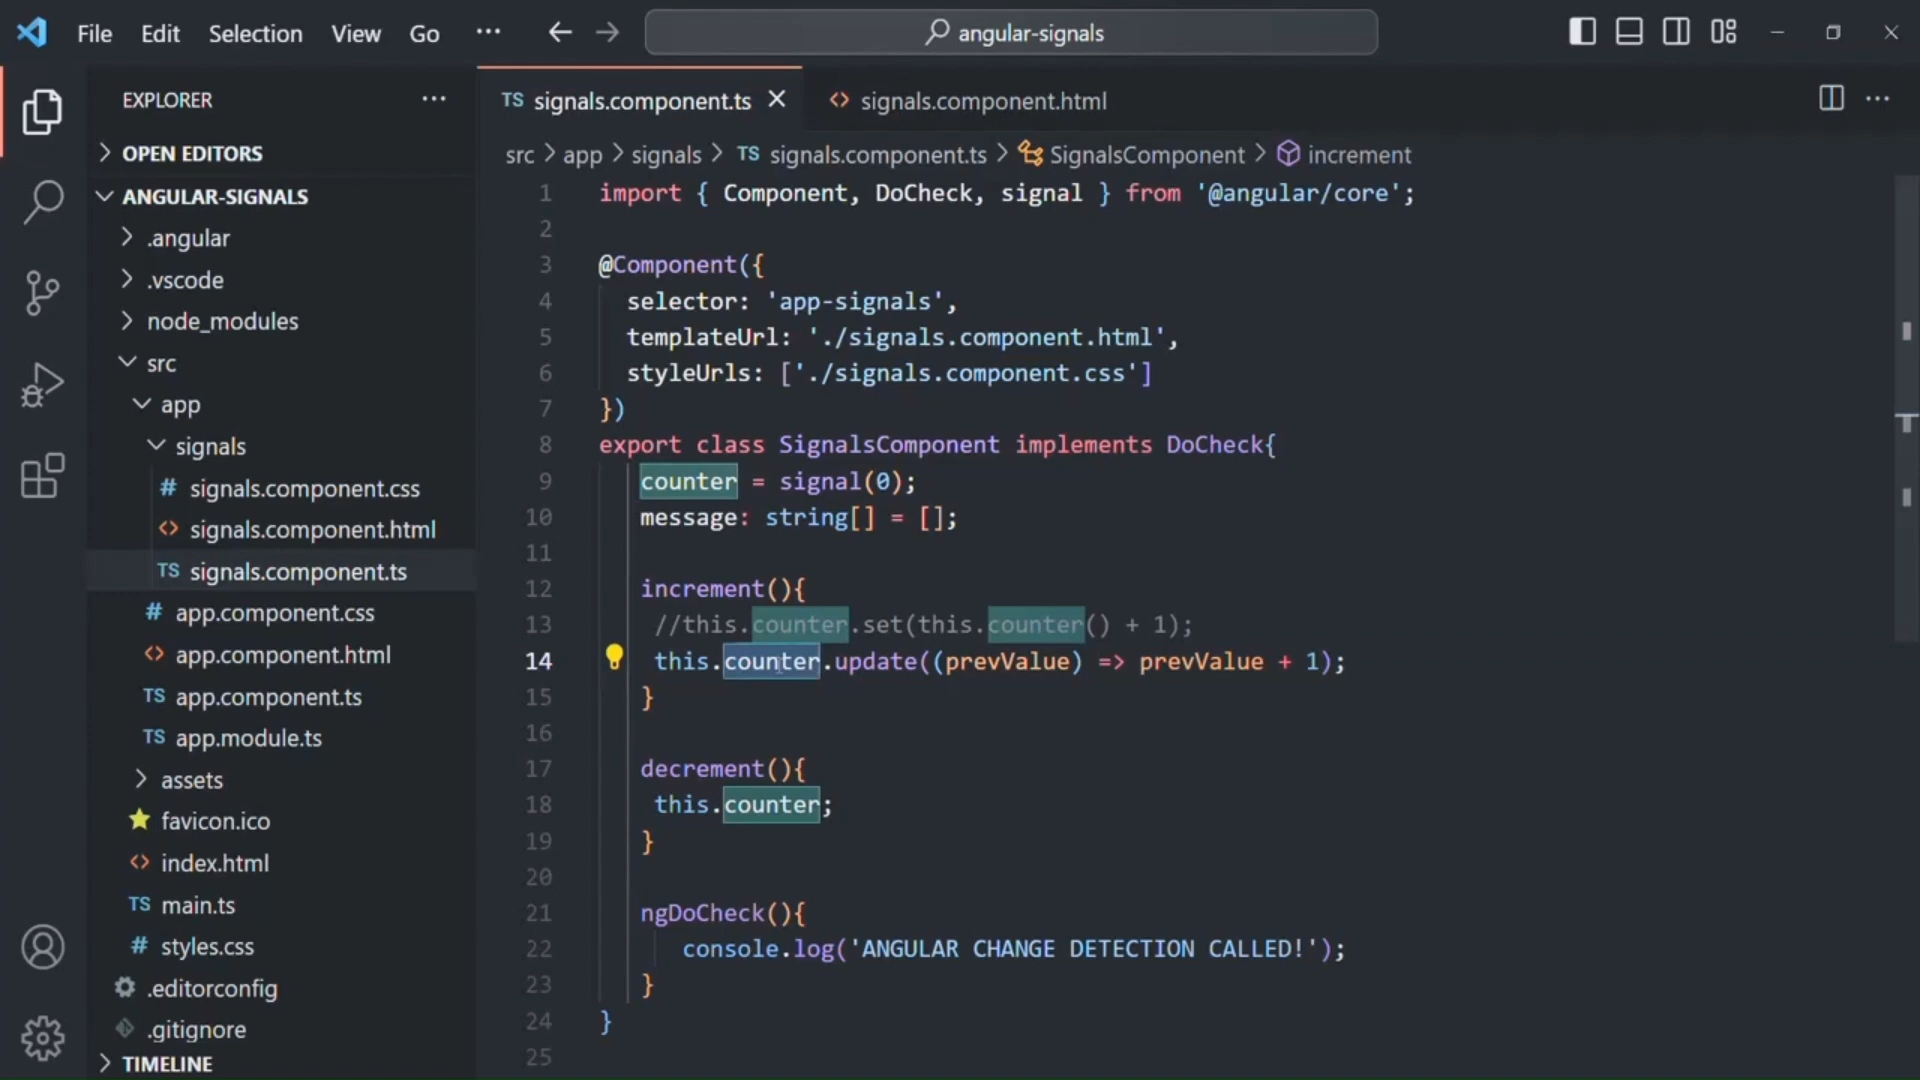 File Edit Selection View Go ···
angular-signals
EXPLORER ···
OPEN EDITORS
ANGULAR-SIGNALS
.angular
.vscode
node_modules
src
app
signals
# signals.component.css
<> signals.component.html
TS signals.component.ts
# app.component.css
<> app.component.html
TS app.component.ts
TS app.module.ts
assets
favicon.ico
<> index.html
TS main.ts
# styles.css
.editorconfig
.gitignore
TIMELINE
TS signals.component.ts
<> signals.component.html
src > app > signals > TS signals.component.ts > SignalsComponent > increment
1 import { Component, DoCheck, signal } from '@angular/core';
2
3 @Component({
4 selector: 'app-signals',
5 templateUrl: './signals.component.html',
6 styleUrls: ['./signals.component.css']
7 })
8 export class SignalsComponent implements DoCheck{
9 counter = signal(0);
10 message: string[] = [];
11
12 increment(){
13 //this.counter.set(this.counter() + 1);
14 this.counter.update((prevValue) => prevValue + 1);
15 }
16
17 decrement(){
18 this.counter;
19 }
20
21 ngDoCheck(){
22 console.log('ANGULAR CHANGE DETECTION CALLED!');
23 }
24 }
25